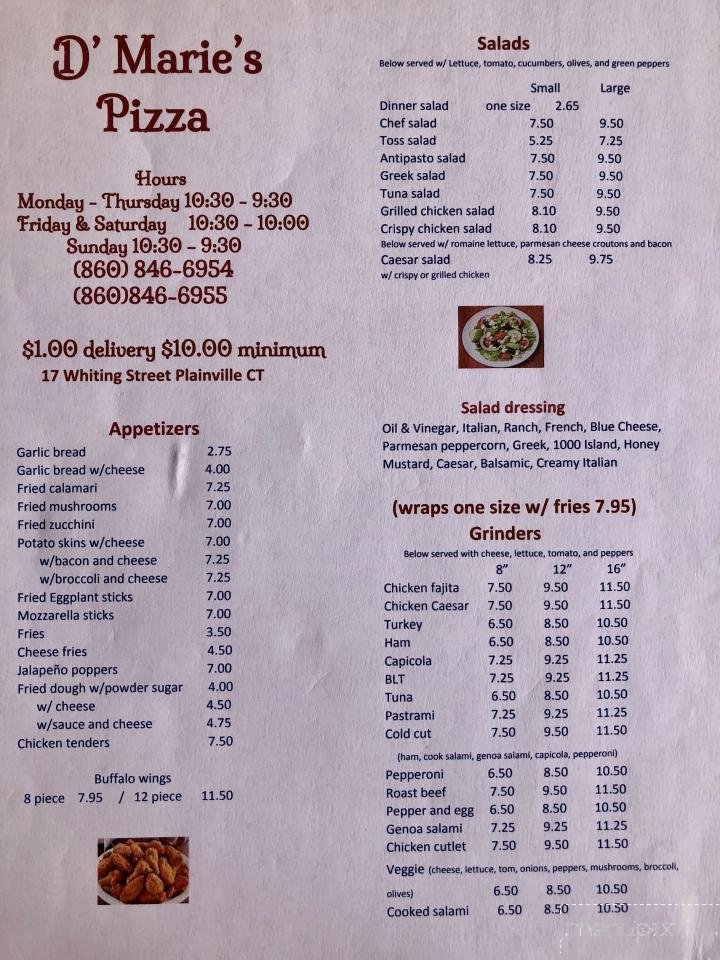 D' Marie's
Pizza
Hours
Monday - Thursday 10:30 - 9:30
Friday & Saturday 10:30 - 10:00
Sunday 10:30 - 9:30
(860) 846-6954
(860)846-6955
$1.00 delivery $10.00 minimum
17 Whiting Street Plainville CT
Appetizers
Garlic bread 2.75
Garlic bread w/cheese 4.00
Fried calamari 7.25
Fried mushrooms 7.00
Fried zucchini 7.00
Potato skins w/cheese 7.00
w/bacon and cheese 7.25
w/broccoli and cheese 7.25
Fried Eggplant sticks 7.00
Mozzarella sticks 7.00
Fries 3.50
Cheese fries 4.50
Jalapeño poppers 7.00
Fried dough w/powder sugar 4.00
w/ cheese 4.50
w/sauce and cheese 4.75
Chicken tenders 7.50
Buffalo wings
8 piece 7.95 / 12 piece 11.50
Salads
Below served w/ Lettuce, tomato, cucumbers, olives, and green peppers
Small Large
Dinner salad one size 2.65
Chef salad 7.50 9.50
Toss salad 5.25 7.25
Antipasto salad 7.50 9.50
Greek salad 7.50 9.50
Tuna salad 7.50 9.50
Grilled chicken salad 8.10 9.50
Crispy chicken salad 8.10 9.50
Below served w/ romaine lettuce, parmesan cheese croutons and bacon
Caesar salad 8.25 9.75
w/ crispy or grilled chicken
Salad dressing
Oil & Vinegar, Italian, Ranch, French, Blue Cheese,
Parmesan peppercorn, Greek, 1000 Island, Honey
Mustard, Caesar, Balsamic, Creamy Italian
(wraps one size w/ fries 7.95)
Grinders
Below served with cheese, lettuce, tomato, and peppers
8" 12" 16"
Chicken fajita 7.50 9.50 11.50
Chicken Caesar 7.50 9.50 11.50
Turkey 6.50 8.50 10.50
Ham 6.50 8.50 10.50
Capicola 7.25 9.25 11.25
BLT 7.25 9.25 11.25
Tuna 6.50 8.50 10.50
Pastrami 7.25 9.25 11.25
Cold cut 7.50 9.50 11.50
(ham, cook salami, genoa salami, capicola, pepperoni)
Pepperoni 6.50 8.50 10.50
Roast beef 7.50 9.50 11.50
Pepper and egg 6.50 8.50 10.50
Genoa salami 7.25 9.25 11.25
Chicken cutlet 7.50 9.50 11.50
Veggie (cheese, lettuce, tom, onions, peppers, mushrooms, broccoli,
olives) 6.50 8.50 10.50
Cooked salami 6.50 8.50 10.50
menupix